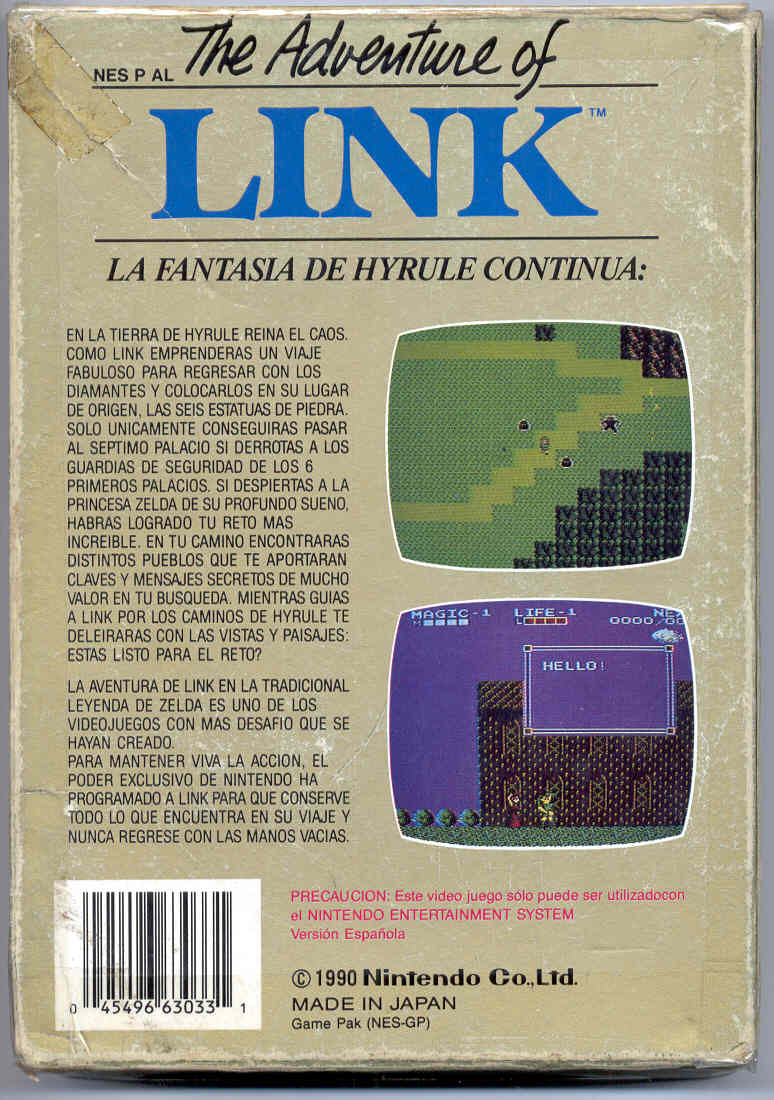 NES P AL The Adventure of
LINK™
LA FANTASIA DE HYRULE CONTINUA:
EN LA TIERRA DE HYRULE REINA EL CAOS.
COMO LINK EMPRENDERAS UN VIAJE
FABULOSO PARA REGRESAR CON LOS
DIAMANTES Y COLOCARLOS EN SU LUGAR
DE ORIGEN, LAS SEIS ESTATUAS DE PIEDRA.
SOLO UNICAMENTE CONSEGUIRAS PASAR
AL SEPTIMO PALACIO SI DERROTAS A LOS
GUARDIAS DE SEGURIDAD DE LOS 6
PRIMEROS PALACIOS. SI DESPIERTAS A LA
PRINCESA ZELDA DE SU PROFUNDO SUENO,
HABRAS LOGRADO TU RETO MAS
INCREIBLE. EN TU CAMINO ENCONTRARAS
DISTINTOS PUEBLOS QUE TE APORTARAN
CLAVES Y MENSAJES SECRETOS DE MUCHO
VALOR EN TU BUSQUEDA. MIENTRAS GUIAS
A LINK POR LOS CAMINOS DE HYRULE TE
DELEIRARAS CON LAS VISTAS Y PAISAJES:
ESTAS LISTO PARA EL RETO?
LA AVENTURA DE LINK EN LA TRADICIONAL
LEYENDA DE ZELDA ES UNO DE LOS
VIDEOJUEGOS CON MAS DESAFIO QUE SE
HAYAN CREADO.
PARA MANTENER VIVA LA ACCION, EL
PODER EXCLUSIVO DE NINTENDO HA
PROGRAMADO A LINK PARA QUE CONSERVE
TODO LO QUE ENCUENTRA EN SU VIAJE Y
NUNCA REGRESE CON LAS MANOS VACIAS.
MAGIC-1 LIFE-1 NEX
0000/00
HELLO!
PRECAUCION: Este video juego sólo puede ser utilizadocon
el NINTENDO ENTERTAINMENT SYSTEM
Versión Española
© 1990 Nintendo Co.,Ltd.
MADE IN JAPAN
Game Pak (NES-GP)
0 45496 63033 1